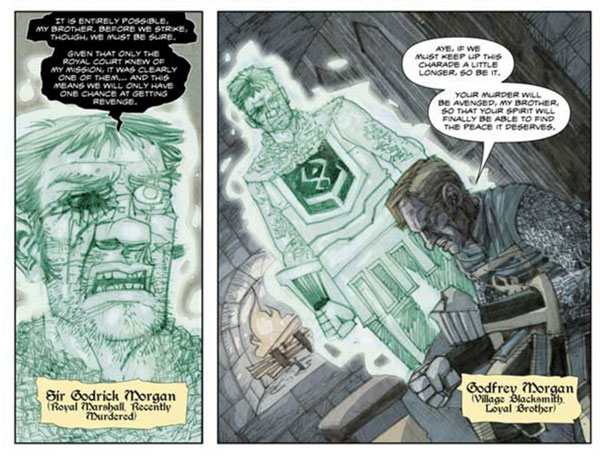 IT IS ENTIRELY POSSIBLE,
MY BROTHER. BEFORE WE STRIKE,
THOUGH, WE MUST BE SURE.
GIVEN THAT ONLY THE
ROYAL COURT KNEW OF
MY MISSION, IT WAS CLEARLY
ONE OF THEM... AND THIS
MEANS WE WILL ONLY HAVE
ONE CHANCE AT GETTING
REVENGE.
Sir Godrick Morgan
(Royal Marshall, Recently
Murdered)
AYE, IF WE
MUST KEEP UP THIS
CHARADE A LITTLE
LONGER, SO BE IT.
YOUR MURDER WILL
BE AVENGED, MY BROTHER,
SO THAT YOUR SPIRIT WILL
FINALLY BE ABLE TO FIND
THE PEACE IT DESERVES.
Godfrey Morgan
(Village Blacksmith,
Loyal Brother)